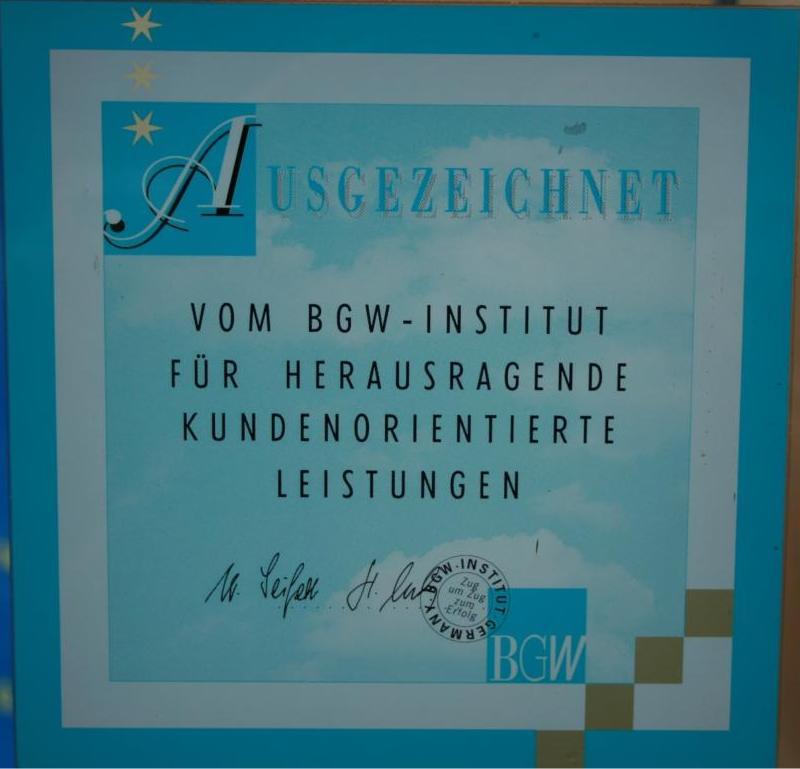 AUSGEZEICHNET
VOM BGW-INSTITUT
FÜR HERAUSRAGENDE
KUNDENORIENTIERTE
LEISTUNGEN
BGW-INSTITUT GERMANY
Zug
um Zug
zum
Erfolg
BGW